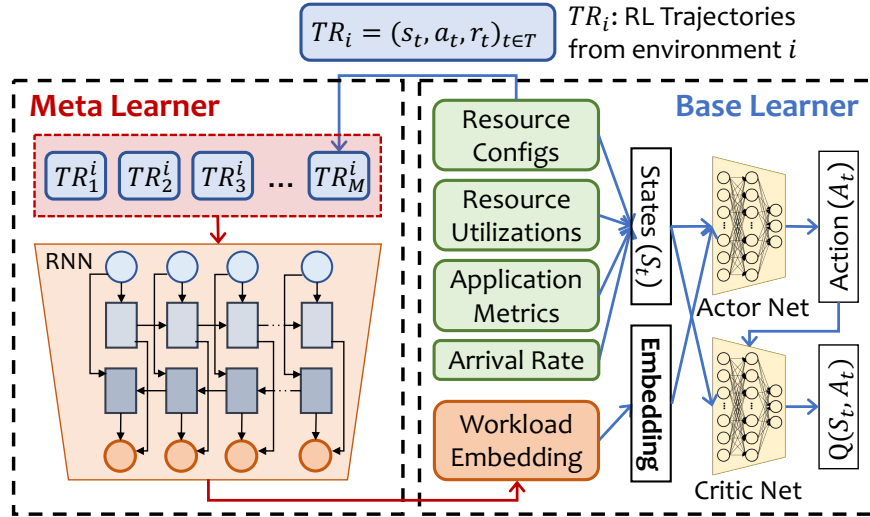 TR_i = (s_t, a_t, r_t)_{t∈T}
TR_i: RL Trajectories
from environment i
Meta Learner
TR_1^i
TR_2^i
TR_3^i
...
TR_M^i
RNN
Base Learner
Resource
Configs
Resource
Utilizations
Application
Metrics
Arrival Rate
Workload
Embedding
States (S_t)
Embedding
Actor Net
Critic Net
Action (A_t)
Q(S_t, A_t)